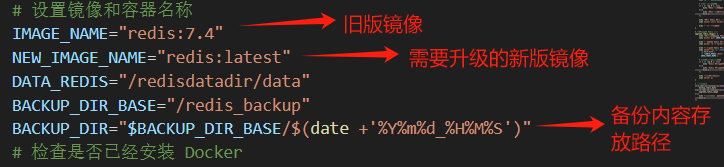 # 设置镜像和容器名称
IMAGE_NAME="redis:7.4"
旧版镜像
NEW_IMAGE_NAME="redis:latest"
需要升级的新版镜像
DATA_REDIS="/redisdatadir/data"
BACKUP_DIR_BASE="/redis_backup"
BACKUP_DIR="$BACKUP_DIR_BASE/$(date +'%Y%m%d_%H%M%S')"
备份内容存
放路径
# 检查是否已经安装 Docker